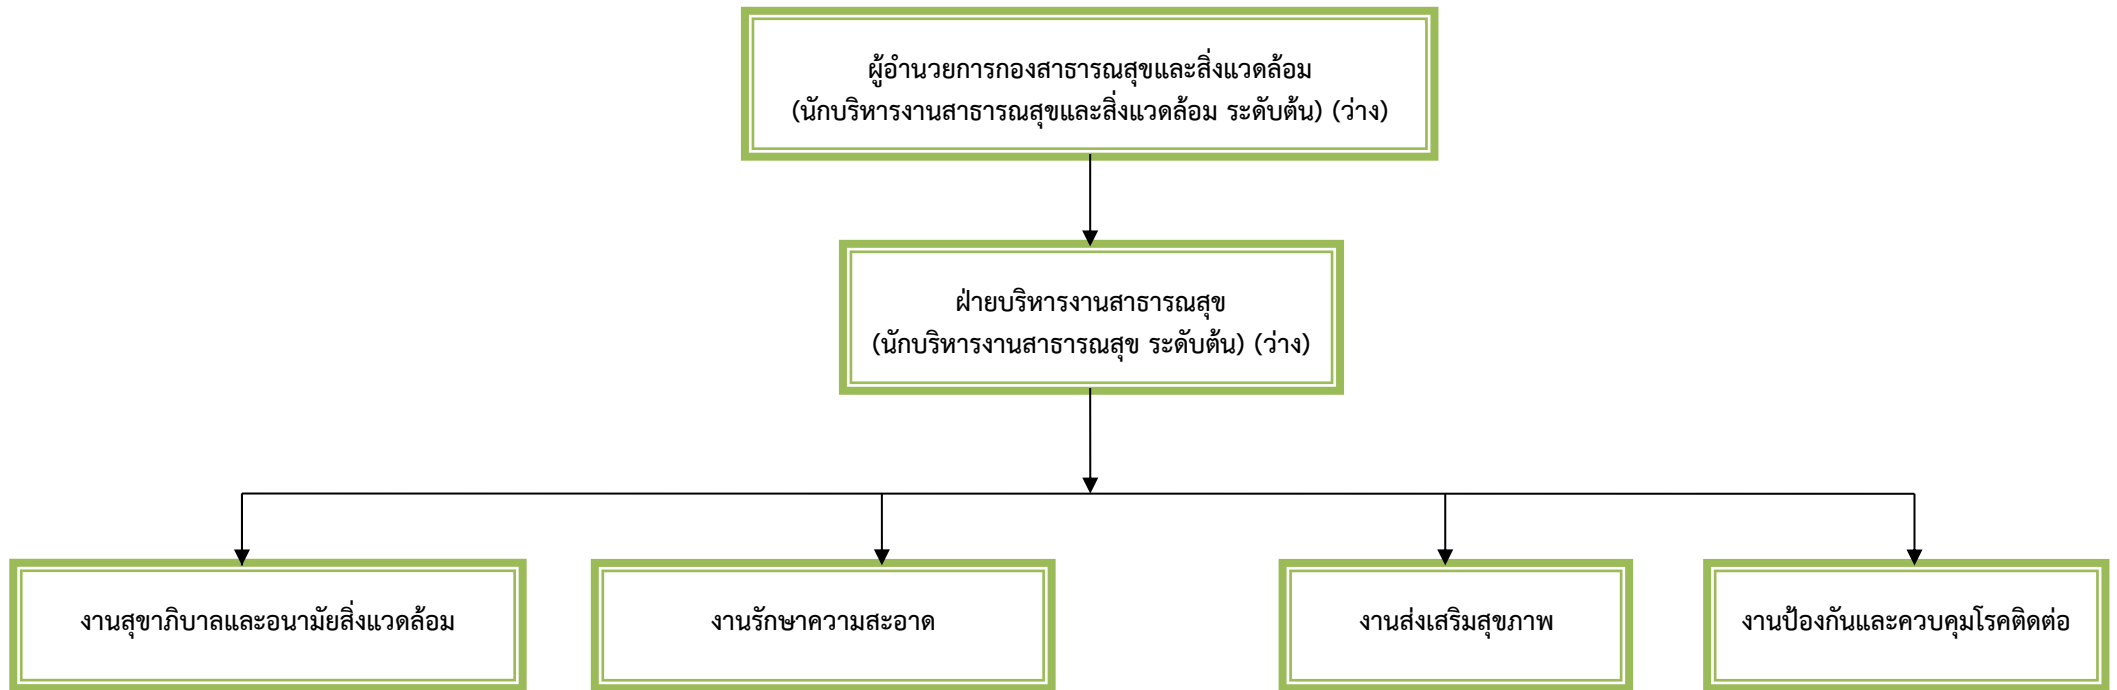 ผู้อำนวยการกองสาธารณสุขและสิ่งแวดล้อม
(นักบริหารงานสาธารณสุขและสิ่งแวดล้อม ระดับต้น) (ว่าง)
ฝ่ายบริหารงานสาธารณสุข
(นักบริหารงานสาธารณสุข ระดับต้น) (ว่าง)
งานสุขาภิบาลและอนามัยสิ่งแวดล้อม
งานรักษาความสะอาด
งานส่งเสริมสุขภาพ
งานป้องกันและควบคุมโรคติดต่อ